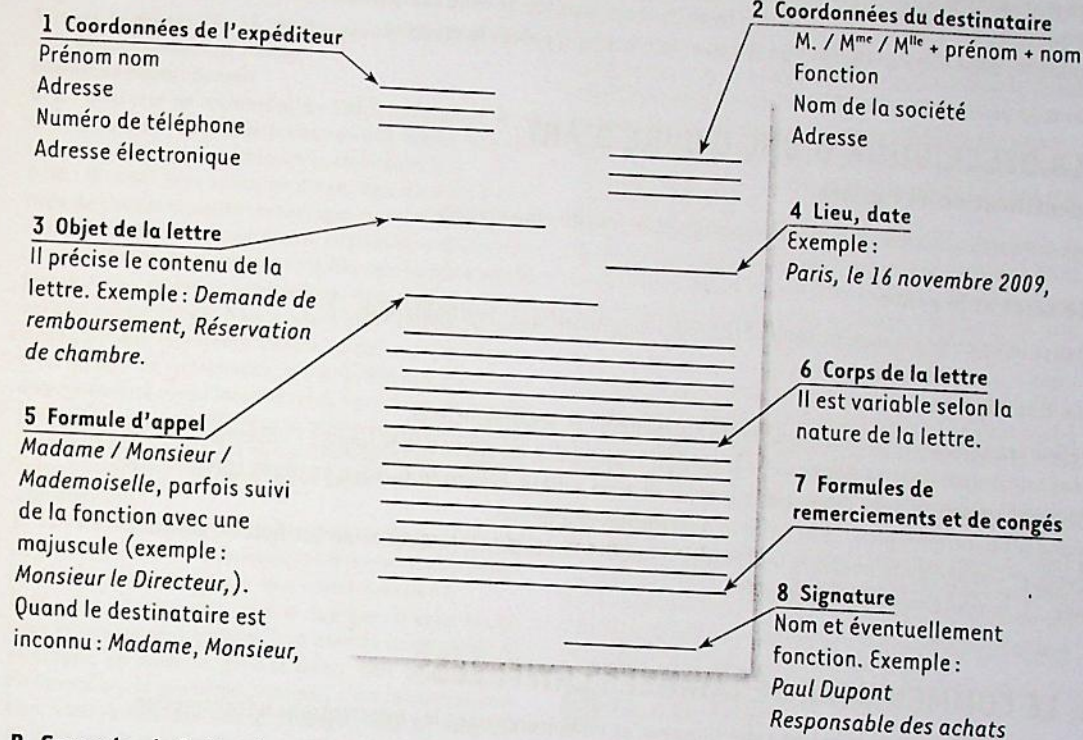 1 Coordonnées de l'expéditeur
Prénom nom
Adresse
Numéro de téléphone
Adresse électronique
2 Coordonnées du destinataire
M. / Mme / Mlle + prénom + nom
Fonction
Nom de la société
Adresse
3 Objet de la lettre
Il précise le contenu de la
lettre. Exemple : Demande de
remboursement, Réservation
de chambre.
4 Lieu, date
Exemple :
Paris, le 16 novembre 2009,
5 Formule d'appel
Madame / Monsieur /
Mademoiselle, parfois suivi
de la fonction avec une
majuscule (exemple :
Monsieur le Directeur,).
Quand le destinataire est
inconnu : Madame, Monsieur,
6 Corps de la lettre
Il est variable selon la
nature de la lettre.
7 Formules de
remerciements et de congés
8 Signature
Nom et éventuellement
fonction. Exemple :
Paul Dupont
Responsable des achats